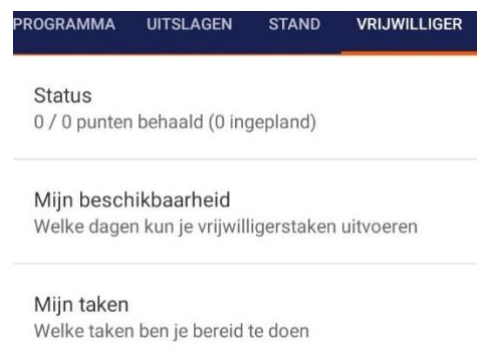 PROGRAMMA UITSLAGEN STAND VRIJWILLIGER
Status
0 / 0 punten behaald (0 ingepland)
Mijn beschikbaarheid
Welke dagen kun je vrijwilligerstaken uitvoeren
Mijn taken
Welke taken ben je bereid te doen